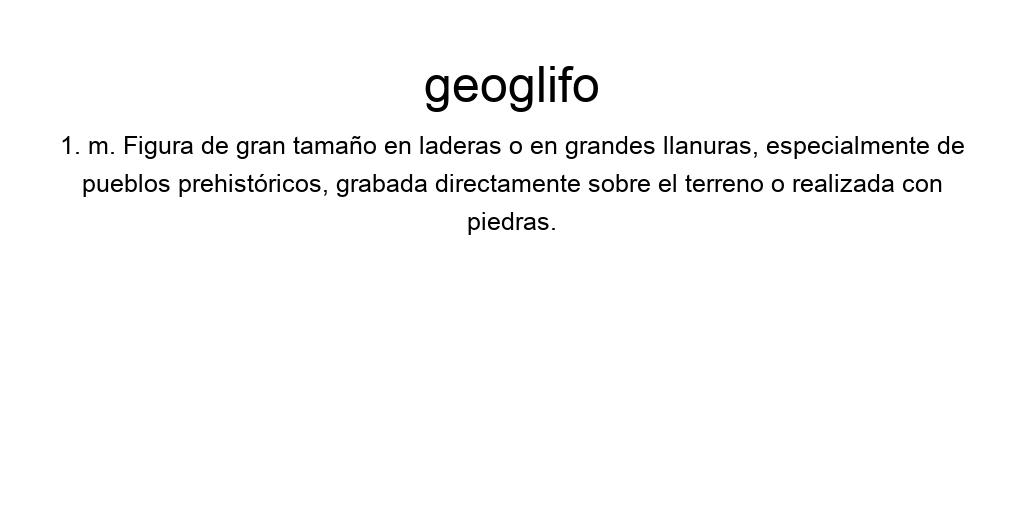 geoglifo
1. m. Figura de gran tamaño en laderas o en grandes llanuras, especialmente de
pueblos prehistóricos, grabada directamente sobre el terreno o realizada con
piedras.